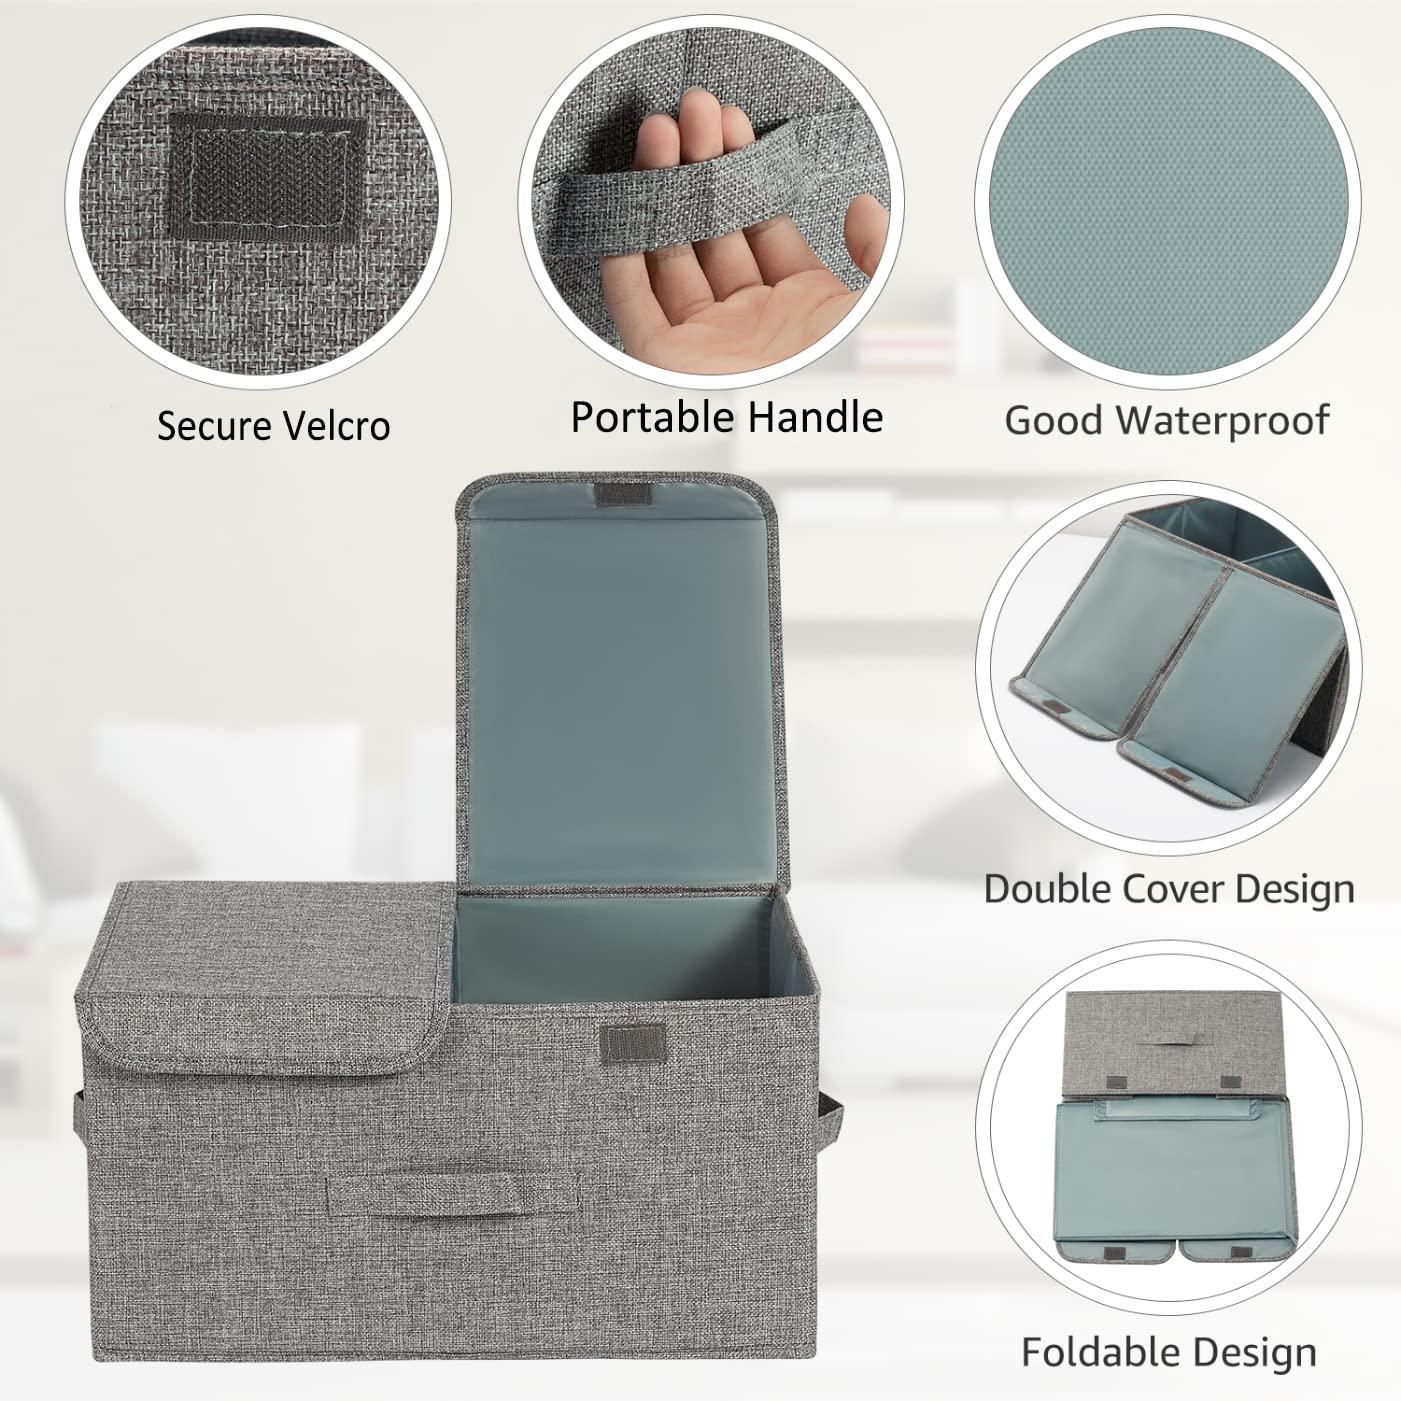 Secure Velcro
Portable Handle
Good Waterproof
Double Cover Design
Foldable Design